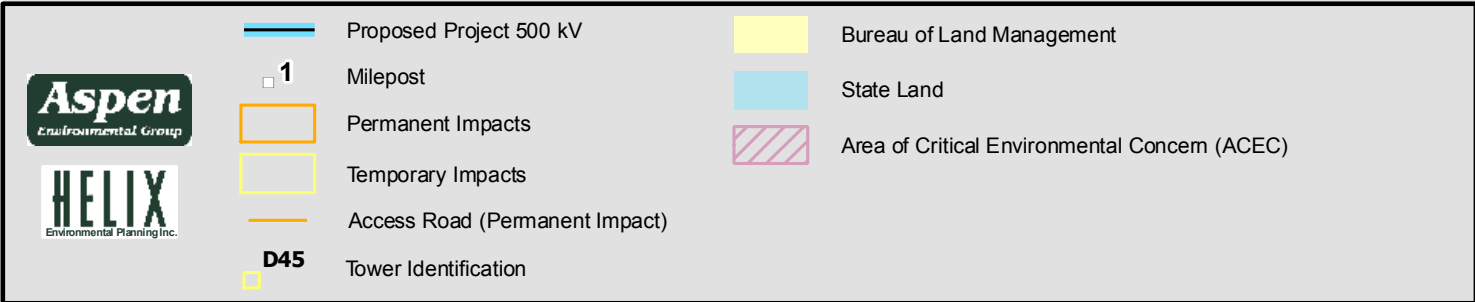 Aspen
Environmental Group
HELIX
Environmental Planning Inc.
Proposed Project 500 kV
1
Milepost
Permanent Impacts
Temporary Impacts
Access Road (Permanent Impact)
D45
Tower Identification
Bureau of Land Management
State Land
Area of Critical Environmental Concern (ACEC)